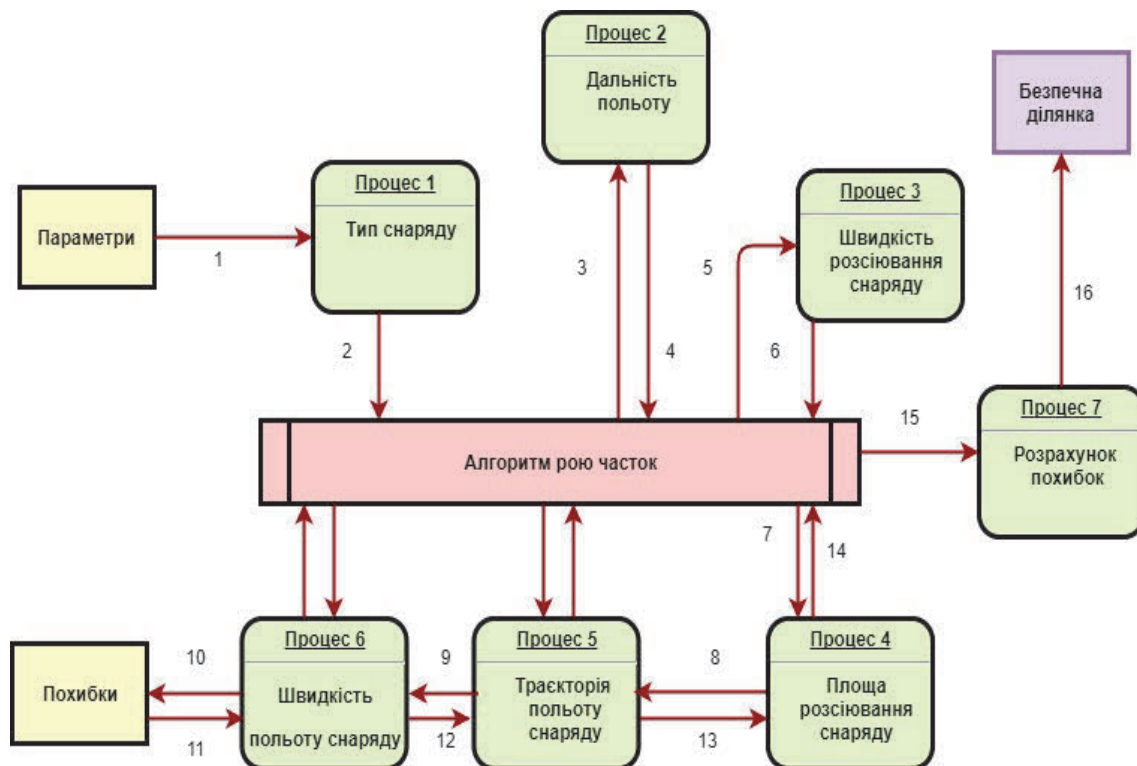 Процес 2
Дальність
польоту
Безпечна
ділянка
Процес 1
Тип снаряду
Процес 3
Швидкість
розсіювання
снаряду
Параметри
1
3
5
16
2
4
6
Процес 7
Розрахунок
похибок
15
Алгоритм рою часток
7
14
Процес 6
Швидкість
польоту снаряду
Процес 5
Траєкторія
польоту
снаряду
Процес 4
Площа
розсіювання
снаряду
10
9
8
Похибки
11
12
13